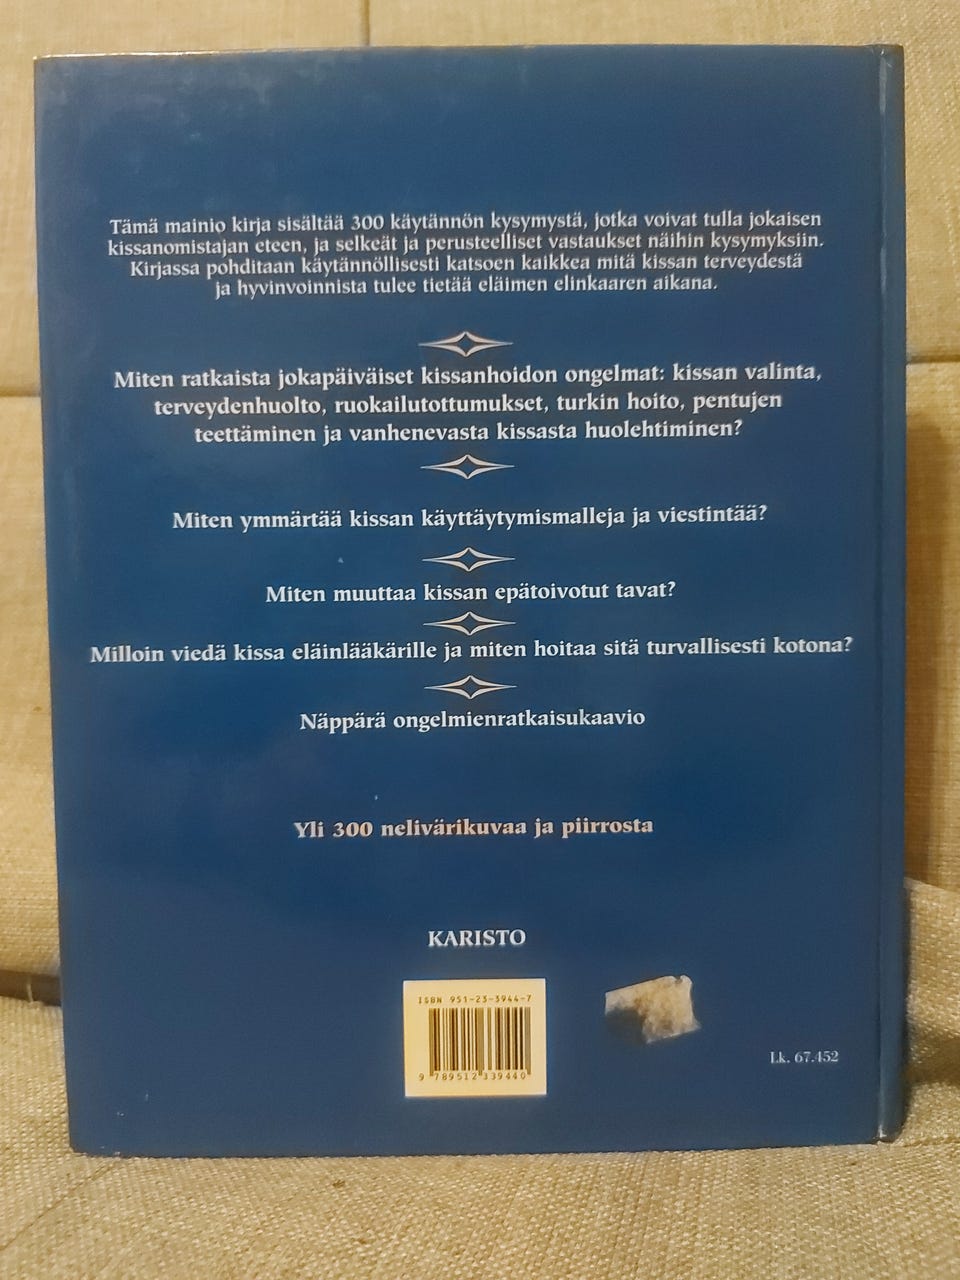 Tämä mainio kirja sisältää 300 käytännön kysymystä, jotka voivat tulla jokaisen
kissanomistajan eteen, ja selkeät ja perusteelliset vastaukset näihin kysymyksiin.
Kirjassa pohditaan käytännöllisesti katsoen kaikkea mitä kissan terveydestä
ja hyvinvoinnista tulee tietää eläimen elinkaaren aikana.
Miten ratkaista jokapäiväiset kissanhoidon ongelmat: kissan valinta,
terveydenhuolto, ruokailutottumukset, turkin hoito, pentujen
teettäminen ja vanhenevasta kissasta huolehtiminen?
Miten ymmärtää kissan käyttäytymismalleja ja viestintää?
Miten muuttaa kissan epätoivotut tavat?
Milloin viedä kissa eläinlääkärille ja miten hoitaa sitä turvallisesti kotona?
Näppärä ongelmienratkaisukaavio
Yli 300 nelivärikuvaa ja piirrosta
KARISTO
ISBN 951-23-3944-7
9 789512 339440
Lk. 67.452